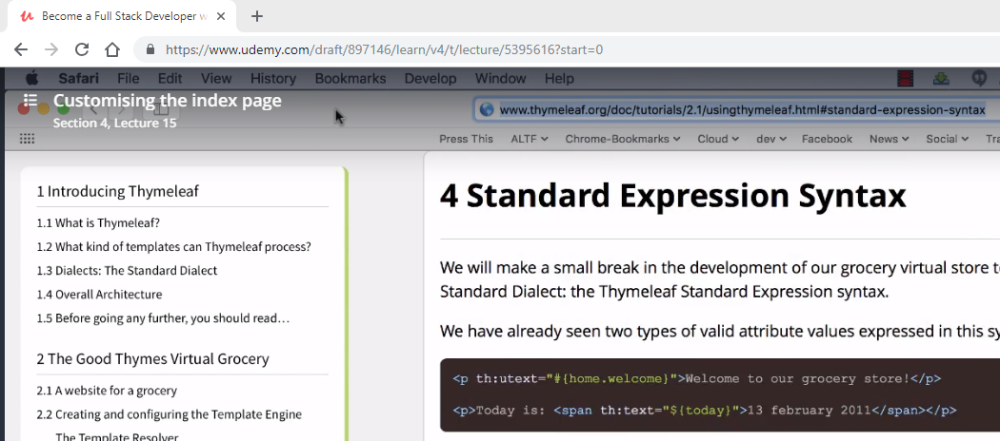 Become a Full Stack Developer w
https://www.udemy.com/draft/897146/learn/v4/t/lecture/5395616?start=0
Safari File Edit View History Bookmarks Develop Window Help
Customising the index page
Section 4, Lecture 15
www.thymeleaf.org/doc/tutorials/2.1/usingthymeleaf.html#standard-expression-syntax
Press This ALTF Chrome-Bookmarks Cloud dev Facebook News Social Tra
1 Introducing Thymeleaf
1.1 What is Thymeleaf?
1.2 What kind of templates can Thymeleaf process?
1.3 Dialects: The Standard Dialect
1.4 Overall Architecture
1.5 Before going any further, you should read…
2 The Good Thymes Virtual Grocery
2.1 A website for a grocery
2.2 Creating and configuring the Template Engine
The Template Resolver
4 Standard Expression Syntax
We will make a small break in the development of our grocery virtual store t
Standard Dialect: the Thymeleaf Standard Expression syntax.
We have already seen two types of valid attribute values expressed in this sy
<p th:utext="#{home.welcome}">Welcome to our grocery store!</p>
<p>Today is: <span th:text="${today}">13 february 2011</span></p>